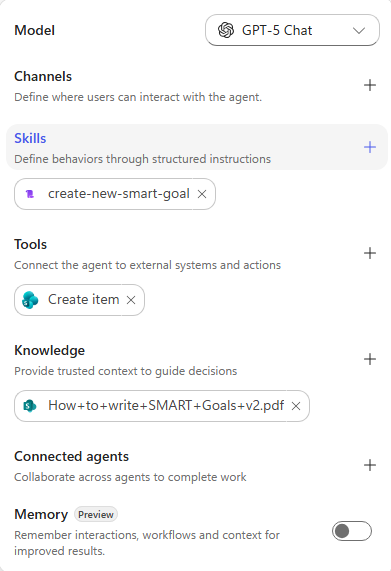 Model
GPT-5 Chat
Channels
Define where users can interact with the agent.
Skills
Define behaviors through structured instructions
create-new-smart-goal
Tools
Connect the agent to external systems and actions
Create item
Knowledge
Provide trusted context to guide decisions
How+to+write+SMART+Goals+v2.pdf
Connected agents
Collaborate across agents to complete work
Memory Preview
Remember interactions, workflows and context for
improved results.